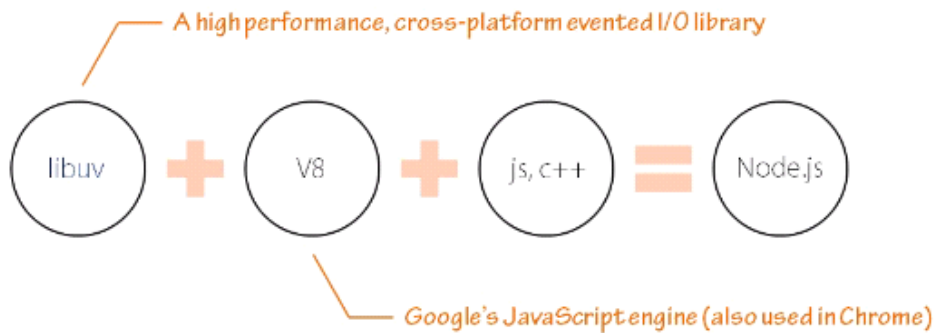 A high performance, cross-platform evented I/O library
libuv
V8
js, c++
Node.js
Google's JavaScript engine (also used in Chrome)